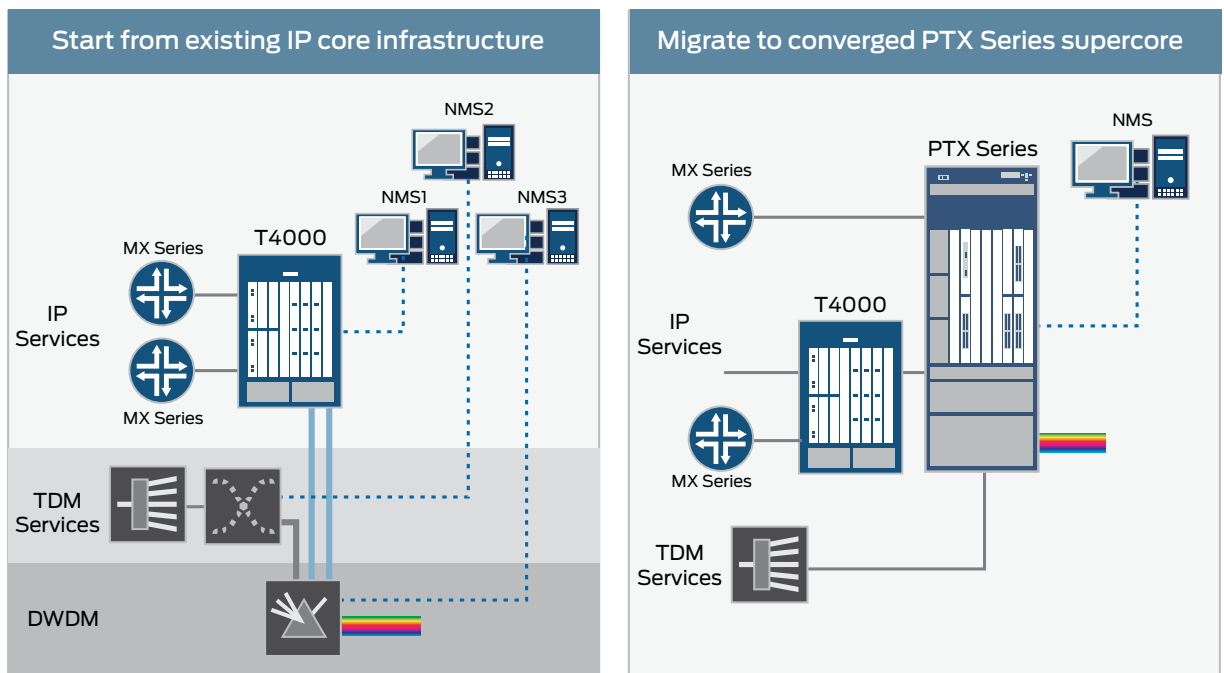 Start from existing IP core infrastructure
NMS2
NMS1
NMS3
T4000
MX Series
IP
Services
MX Series
TDM
Services
DWDM
Migrate to converged PTX Series supercore
NMS
PTX Series
MX Series
T4000
IP
Services
MX Series
TDM
Services